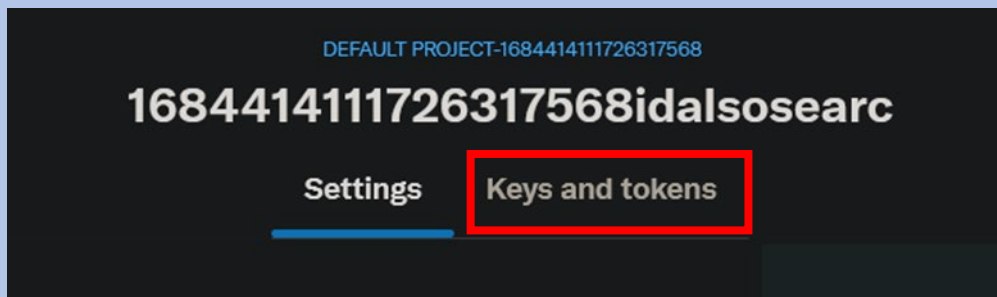 DEFAULT PROJECT-1684414111726317568
1684414111726317568idalsosearc
Settings Keys and tokens